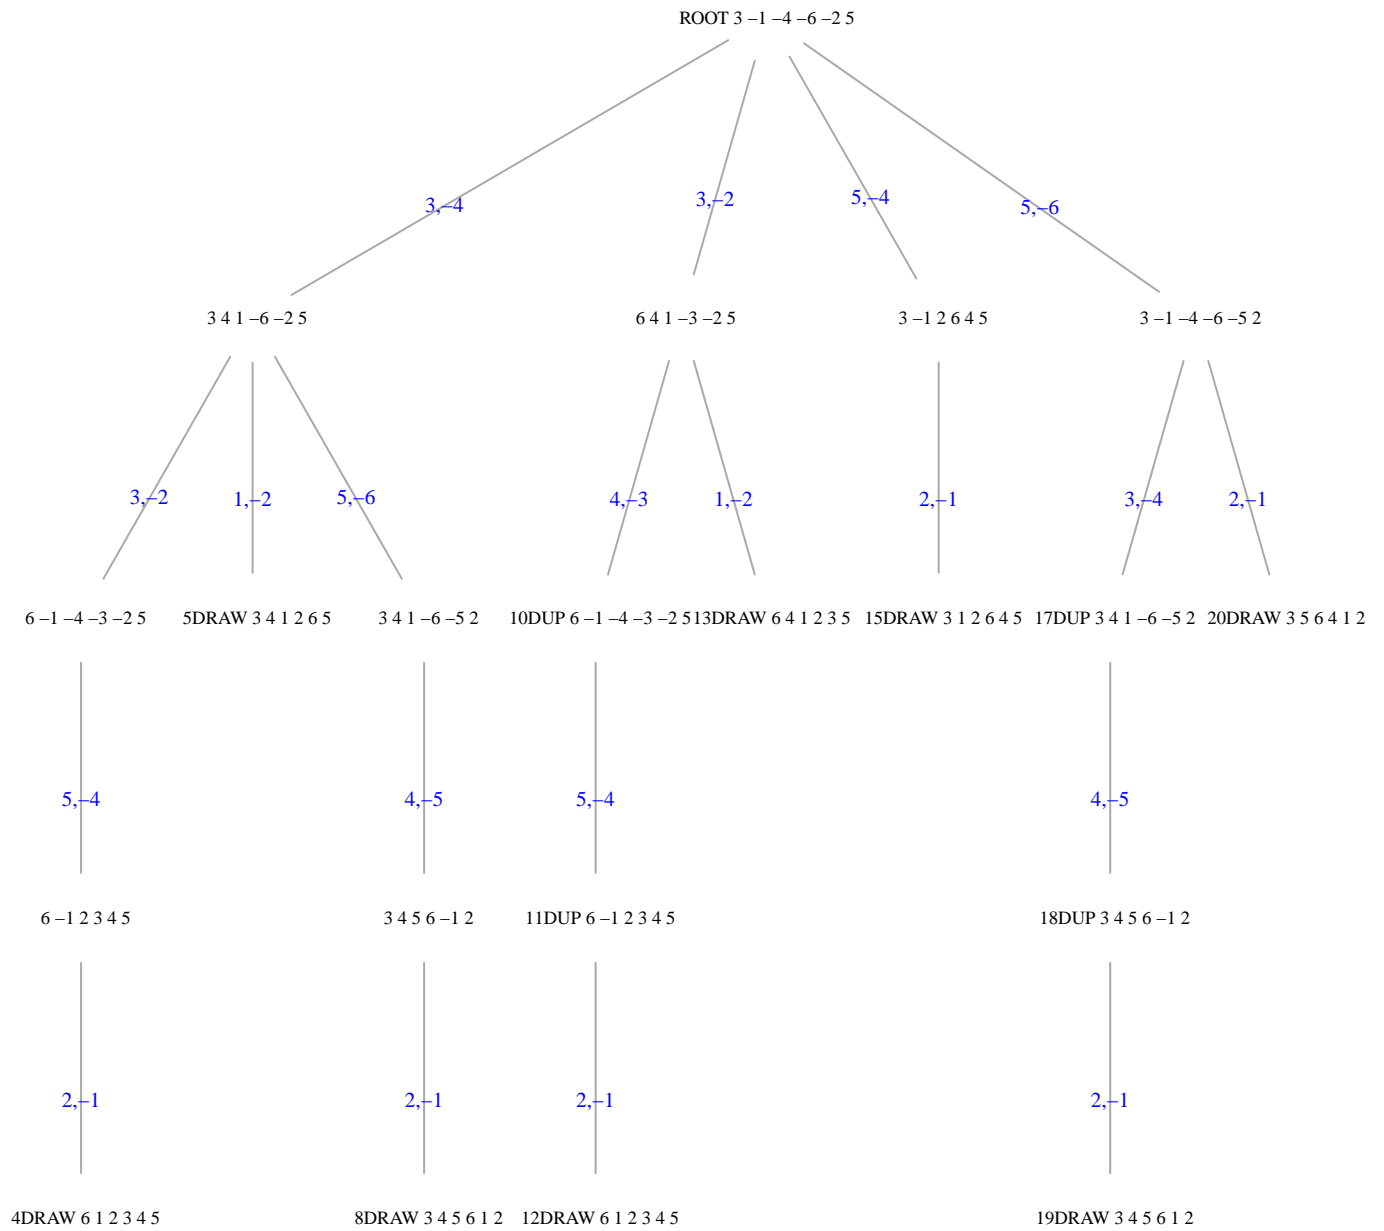 ROOT 3 –1 –4 –6 –2 5
3,–4
3,–2
5,–4
5,–6
3 4 1 –6 –2 5
6 4 1 –3 –2 5
3 –1 2 6 4 5
3 –1 –4 –6 –5 2
3,–2
1,–2
5,–6
4,–3
1,–2
2,–1
3,–4
2,–1
6 –1 –4 –3 –2 5
5DRAW 3 4 1 2 6 5
3 4 1 –6 –5 2
10DUP 6 –1 –4 –3 –2 5
13DRAW 6 4 1 2 3 5
15DRAW 3 1 2 6 4 5
17DUP 3 4 1 –6 –5 2
20DRAW 3 5 6 4 1 2
5,–4
4,–5
5,–4
4,–5
6 –1 2 3 4 5
3 4 5 6 –1 2
11DUP 6 –1 2 3 4 5
18DUP 3 4 5 6 –1 2
2,–1
2,–1
2,–1
2,–1
4DRAW 6 1 2 3 4 5
8DRAW 3 4 5 6 1 2
12DRAW 6 1 2 3 4 5
19DRAW 3 4 5 6 1 2